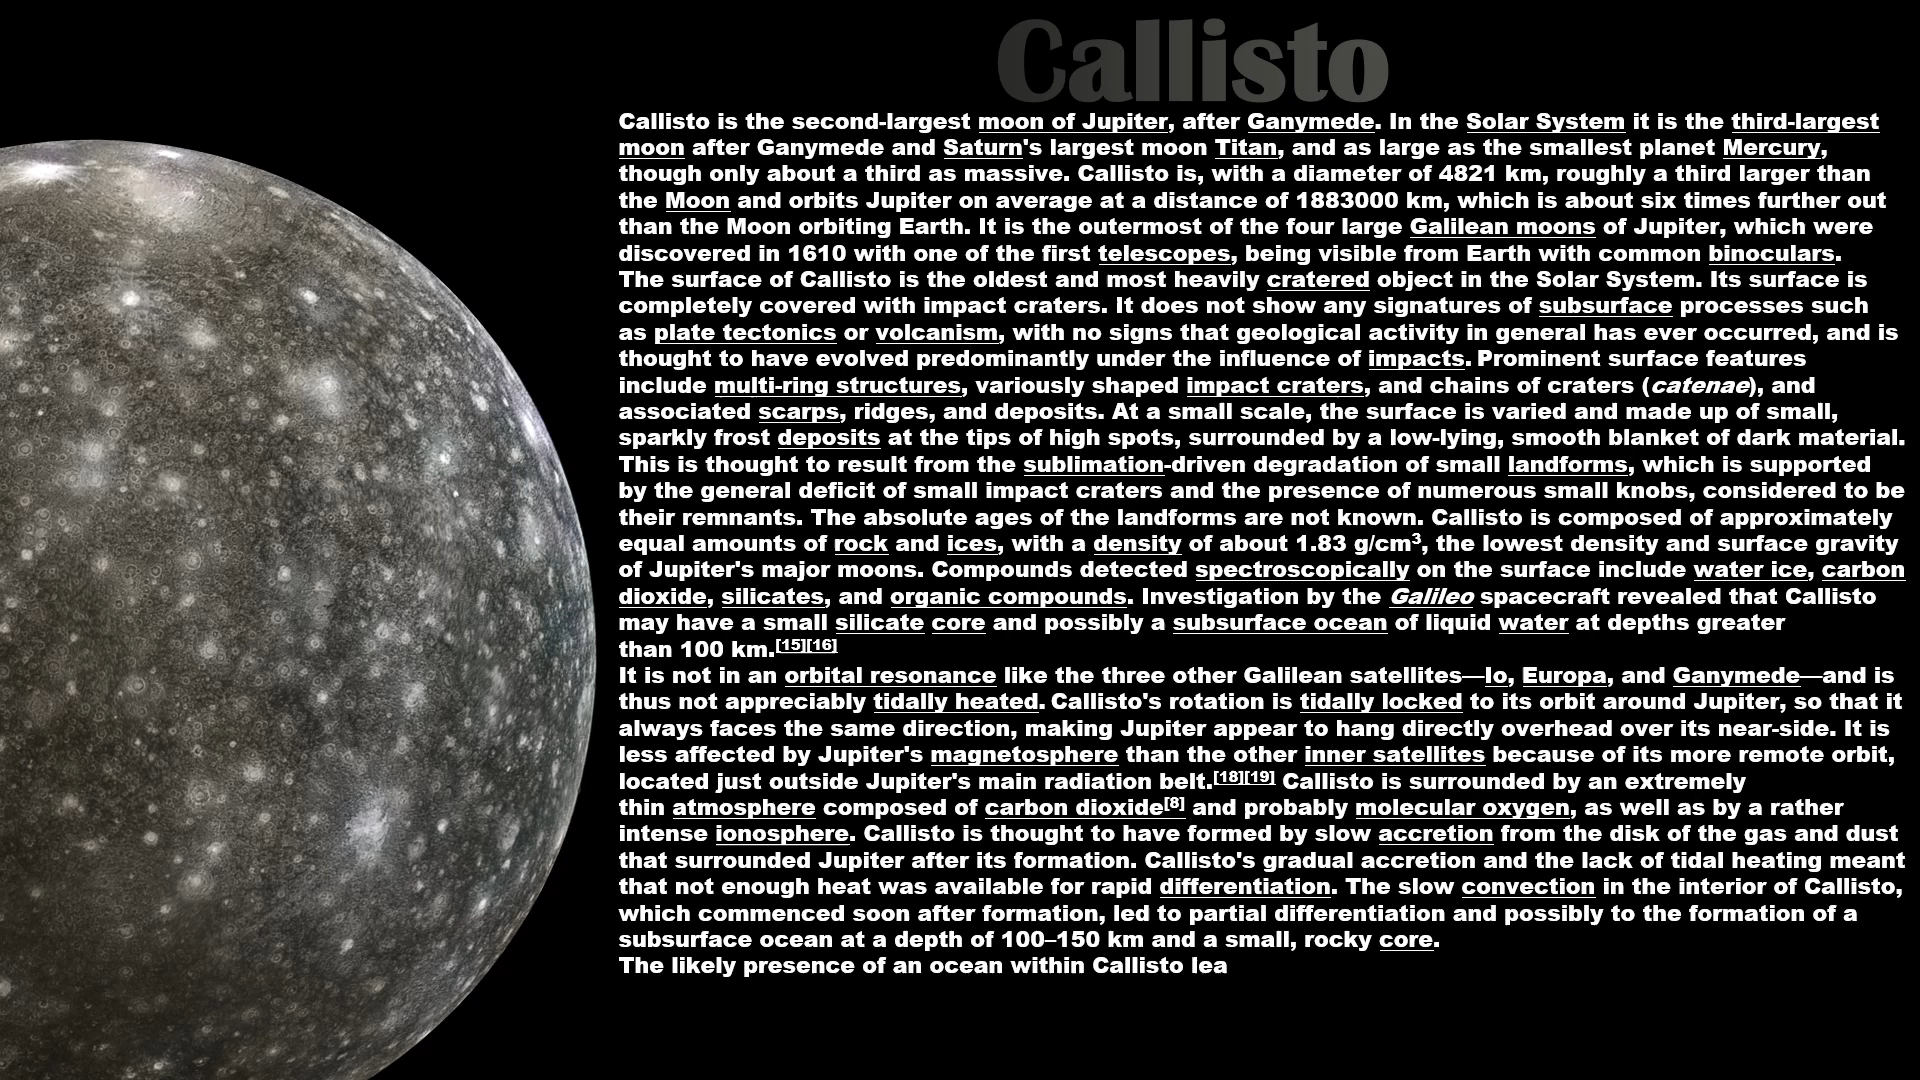 Callisto
Callisto is the second-largest moon of Jupiter, after Ganymede. In the Solar System it is the third-largest
moon after Ganymede and Saturn's largest moon Titan, and as large as the smallest planet Mercury,
though only about a third as massive. Callisto is, with a diameter of 4821 km, roughly a third larger than
the Moon and orbits Jupiter on average at a distance of 1883000 km, which is about six times further out
than the Moon orbiting Earth. It is the outermost of the four large Galilean moons of Jupiter, which were
discovered in 1610 with one of the first telescopes, being visible from Earth with common binoculars.
The surface of Callisto is the oldest and most heavily cratered object in the Solar System. Its surface is
completely covered with impact craters. It does not show any signatures of subsurface processes such
as plate tectonics or volcanism, with no signs that geological activity in general has ever occurred, and is
thought to have evolved predominantly under the influence of impacts. Prominent surface features
include multi-ring structures, variously shaped impact craters, and chains of craters (catenae), and
associated scarps, ridges, and deposits. At a small scale, the surface is varied and made up of small,
sparkly frost deposits at the tips of high spots, surrounded by a low-lying, smooth blanket of dark material.
This is thought to result from the sublimation-driven degradation of small landforms, which is supported
by the general deficit of small impact craters and the presence of numerous small knobs, considered to be
their remnants. The absolute ages of the landforms are not known. Callisto is composed of approximately
equal amounts of rock and ices, with a density of about 1.83 g/cm³, the lowest density and surface gravity
of Jupiter's major moons. Compounds detected spectroscopically on the surface include water ice, carbon
dioxide, silicates, and organic compounds. Investigation by the Galileo spacecraft revealed that Callisto
may have a small silicate core and possibly a subsurface ocean of liquid water at depths greater
than 100 km.[15][16]
It is not in an orbital resonance like the three other Galilean satellites—Io, Europa, and Ganymede—and is
thus not appreciably tidally heated. Callisto's rotation is tidally locked to its orbit around Jupiter, so that it
always faces the same direction, making Jupiter appear to hang directly overhead over its near-side. It is
less affected by Jupiter's magnetosphere than the other inner satellites because of its more remote orbit,
located just outside Jupiter's main radiation belt.[18][19] Callisto is surrounded by an extremely
thin atmosphere composed of carbon dioxide[8] and probably molecular oxygen, as well as by a rather
intense ionosphere. Callisto is thought to have formed by slow accretion from the disk of the gas and dust
that surrounded Jupiter after its formation. Callisto's gradual accretion and the lack of tidal heating meant
that not enough heat was available for rapid differentiation. The slow convection in the interior of Callisto,
which commenced soon after formation, led to partial differentiation and possibly to the formation of a
subsurface ocean at a depth of 100–150 km and a small, rocky core.
The likely presence of an ocean within Callisto lea